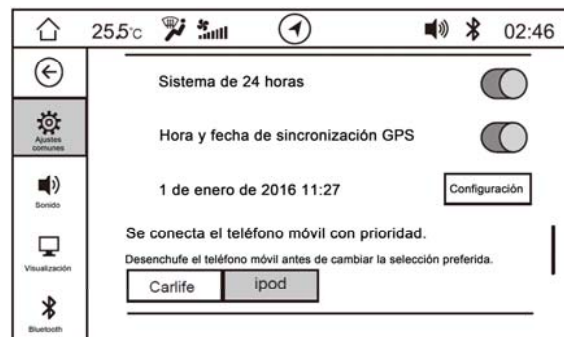 25.5°C 02:46
Sistema de 24 horas
Ajustes
comunes
Hora y fecha de sincronización GPS
1 de enero de 2016 11:27 Configuración
Sonido
Se conecta el teléfono móvil con prioridad.
Desenchufe el teléfono móvil antes de cambiar la selección preferida.
Visualización
Carlife ipod
Bluetooth